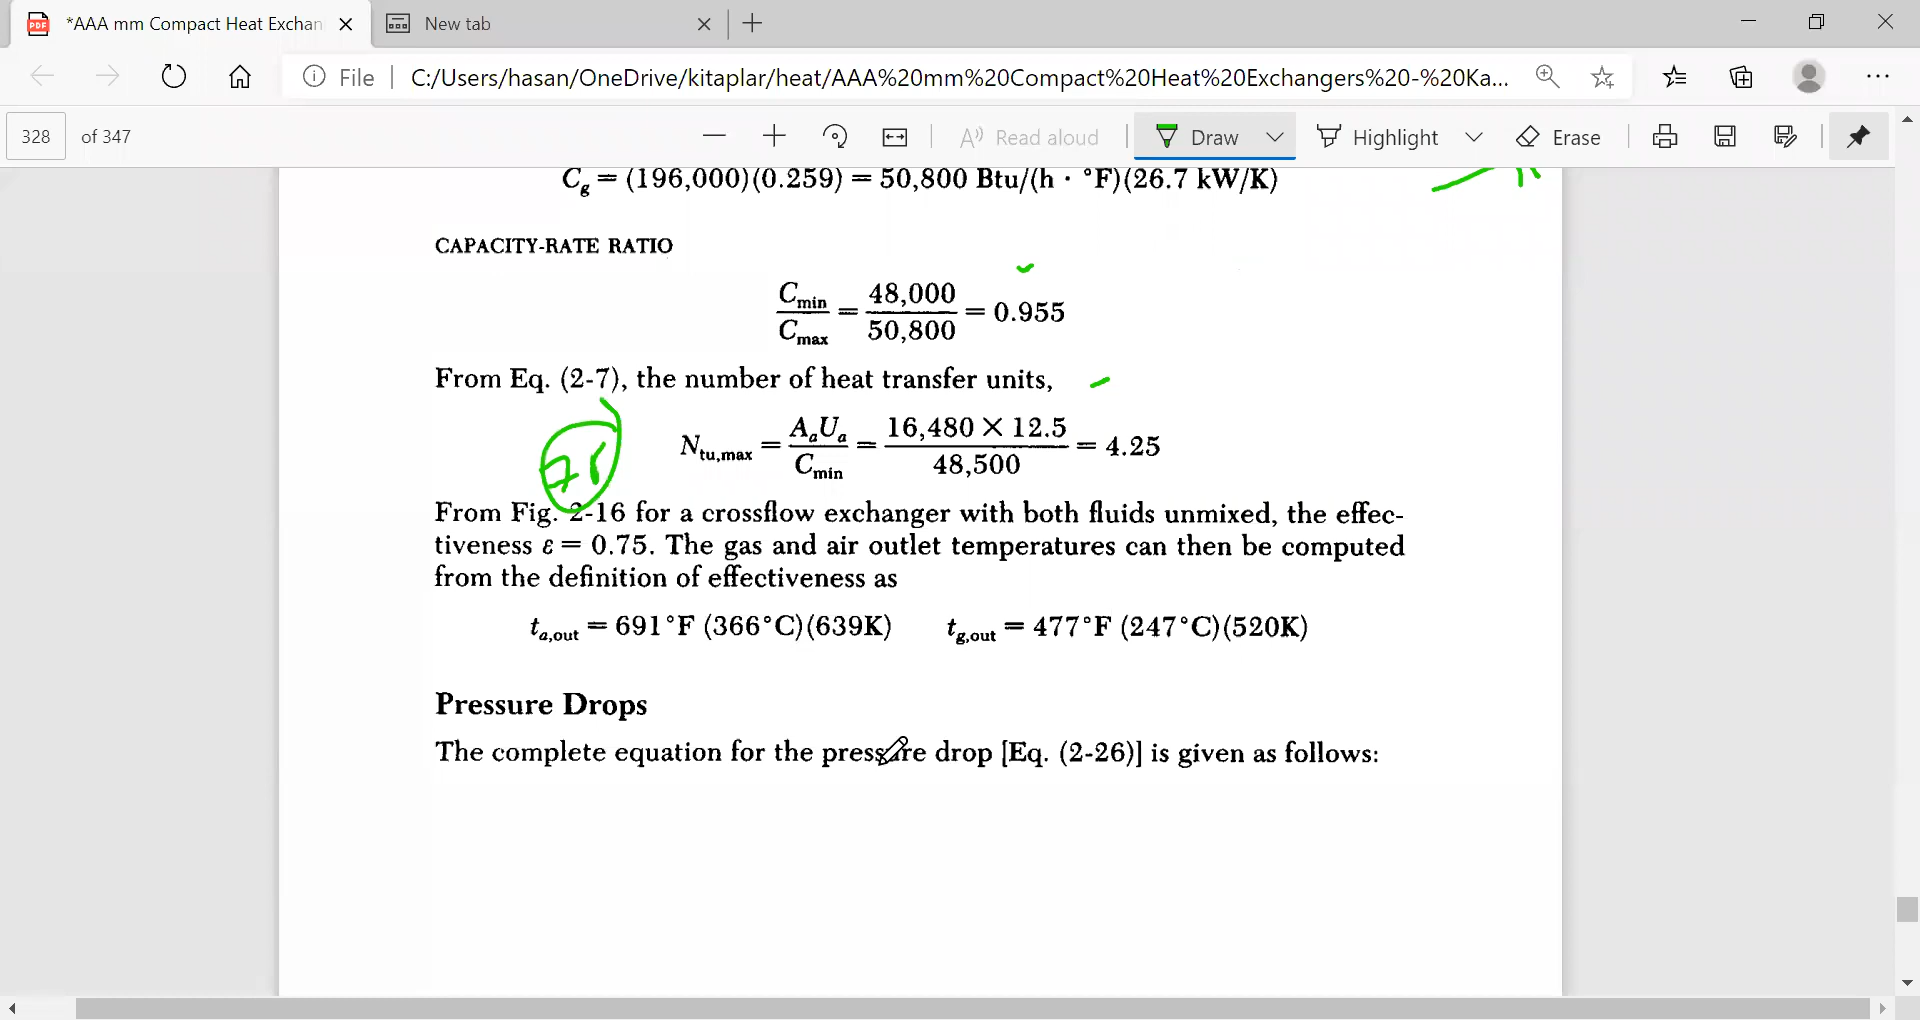 *AAA mm Compact Heat Exchan
New tab
File
C:/Users/hasan/OneDrive/kitaplar/heat/AAA%20mm%20Compact%20Heat%20Exchangers%20-%20Ka...
328 of 347
Read aloud
Draw
Highlight
Erase
C_g = (196,000)(0.259) = 50,800 Btu/(h · °F)(26.7 kW/K)
CAPACITY-RATE RATIO
C_min / C_max = 48,000 / 50,800 = 0.955
From Eq. (2-7), the number of heat transfer units,
N_tu,max = A_a U_a / C_min = 16,480 × 12.5 / 48,500 = 4.25
From Fig. 2-16 for a crossflow exchanger with both fluids unmixed, the effec-
tiveness ε = 0.75. The gas and air outlet temperatures can then be computed
from the definition of effectiveness as
t_a,out = 691°F (366°C)(639K) t_g,out = 477°F (247°C)(520K)
Pressure Drops
The complete equation for the pressure drop [Eq. (2-26)] is given as follows: